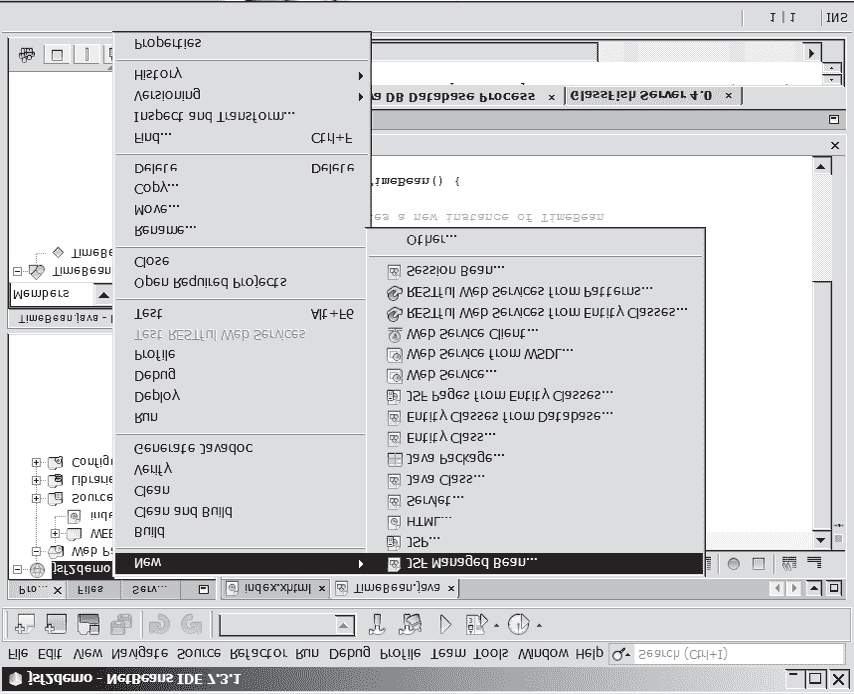 jsf2demo - NetBeans IDE 7.3.1
File Edit View Navigate Source Refactor Run Debug Profile Team Tools Window Help
Search (Ctrl+I)
Pro... Files Serv...
index.xhtml
TimeBean.java
jsf2demo
Web Pa
WEE
inde
Source
Librarie
Configu
New
Build
Clean and Build
Clean
Verify
Generate Javadoc
Run
Deploy
Debug
Profile
Test RESTful Web Services
Test Alt+F6
Open Required Projects
Close
Rename...
Move...
Copy...
Delete Delete
Find... Ctrl+F
Inspect and Transform...
Versioning
History
Properties
JSF Managed Bean...
JSP...
HTML...
Servlet...
Java Class...
Java Package...
Entity Class...
Entity Classes from Database...
JSF Pages from Entity Classes...
Web Service...
Web Service from WSDL...
Web Service Client...
RESTful Web Services from Entity Classes...
RESTful Web Services from Patterns...
Session Bean...
Other...
TimeBean.java -
Members
TimeBean
TimeBe
es a new instance of TimeBean
TimeBean() {
a DB Database Process
GlassFish Server 4.0
1 | 1 INS